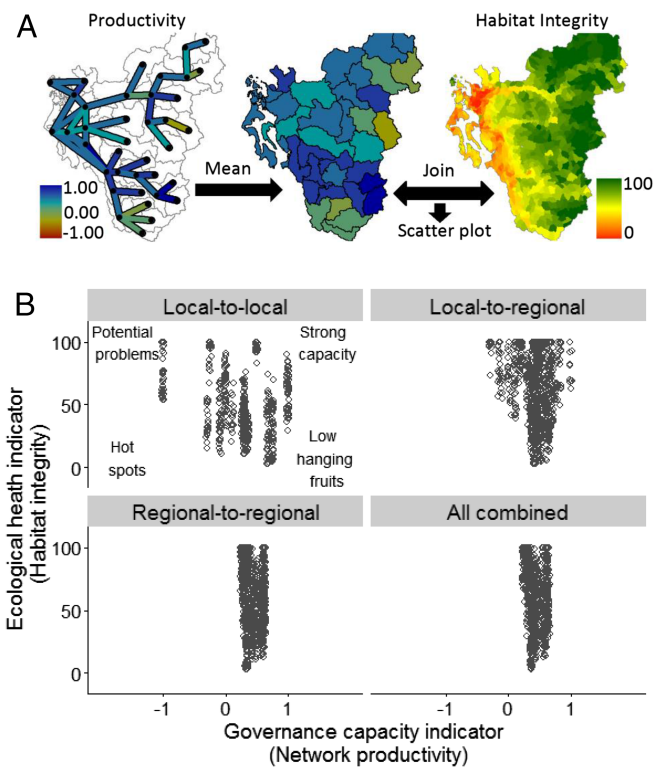 A
Productivity
Habitat Integrity
Mean
Join
Scatter plot
1.00
0.00
-1.00
100
0
B
Local-to-local
Local-to-regional
Potential
problems
Strong
capacity
Hot
spots
Low
hanging
fruits
100
50
0
Regional-to-regional
All combined
100
50
0
-1 0 1
-1 0 1
Ecological heath indicator
(Habitat integrity)
Governance capacity indicator
(Network productivity)